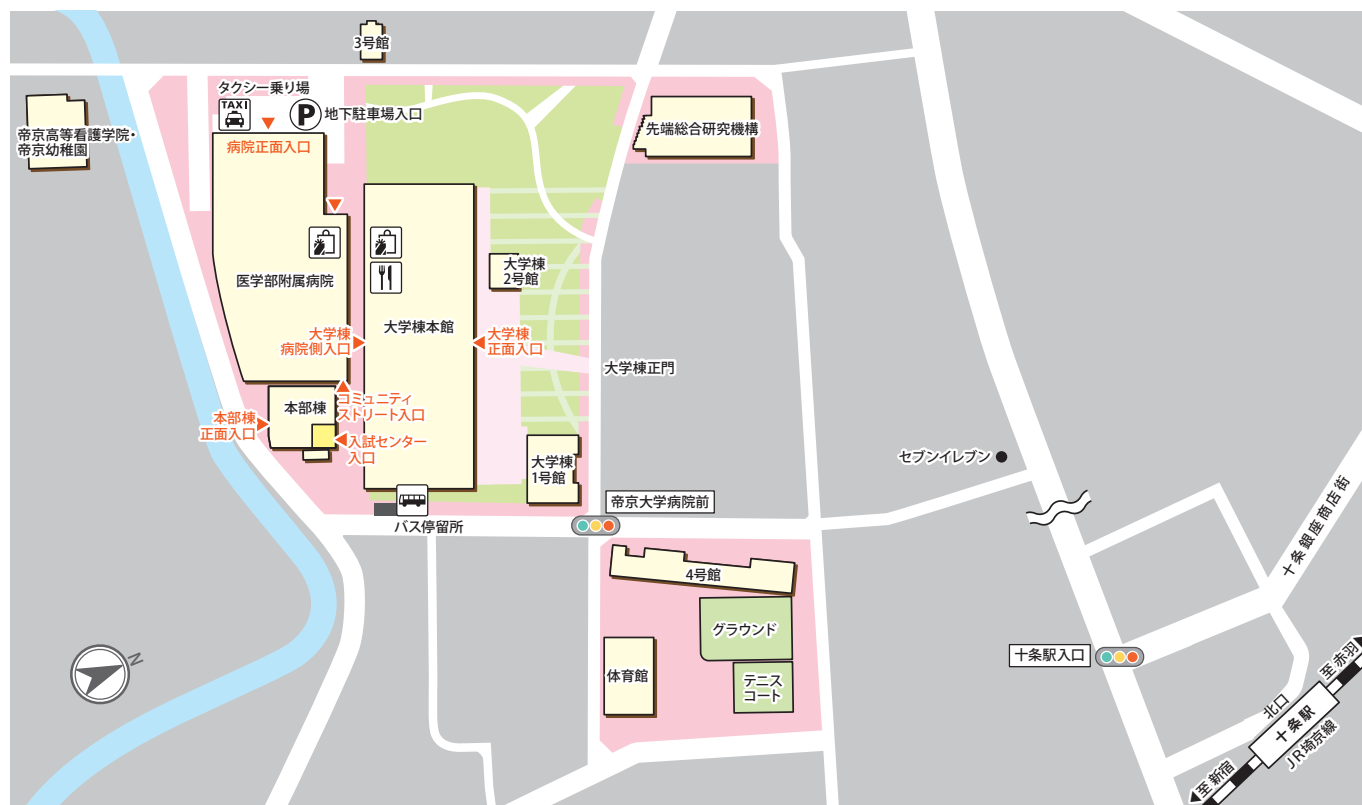 3号館
タクシー乗り場
TAXI
P
地下駐車場入口
病院正面入口
帝京高等看護学院・
帝京幼稚園
先端総合研究機構
医学部附属病院
大学棟
2号館
大学棟本館
大学棟
病院側入口
大学棟
正面入口
大学棟正門
コミュニティ
ストリート入口
本部棟
本部棟
正面入口
入試センター
入口
大学棟
1号館
セブンイレブン
帝京大学病院前
バス停留所
4号館
グラウンド
体育館
テニス
コート
十条銀座商店街
十条駅入口
至赤羽
北口
十条駅
JR埼京線
至新宿
N